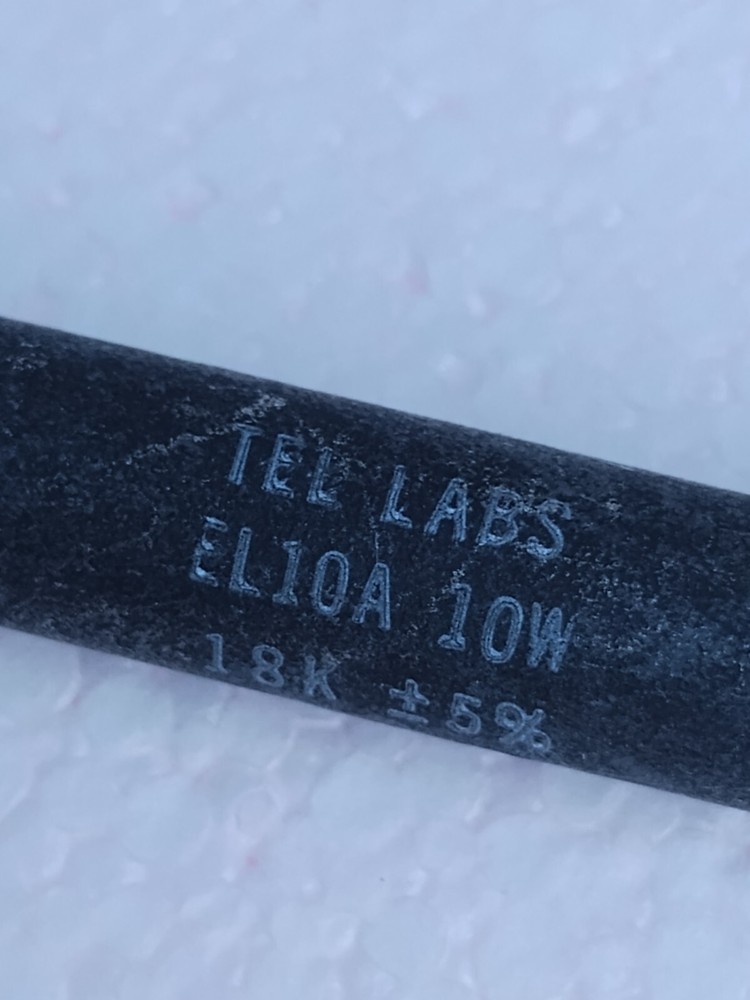 TEL LABS
EL10A 10W
18K ±5%